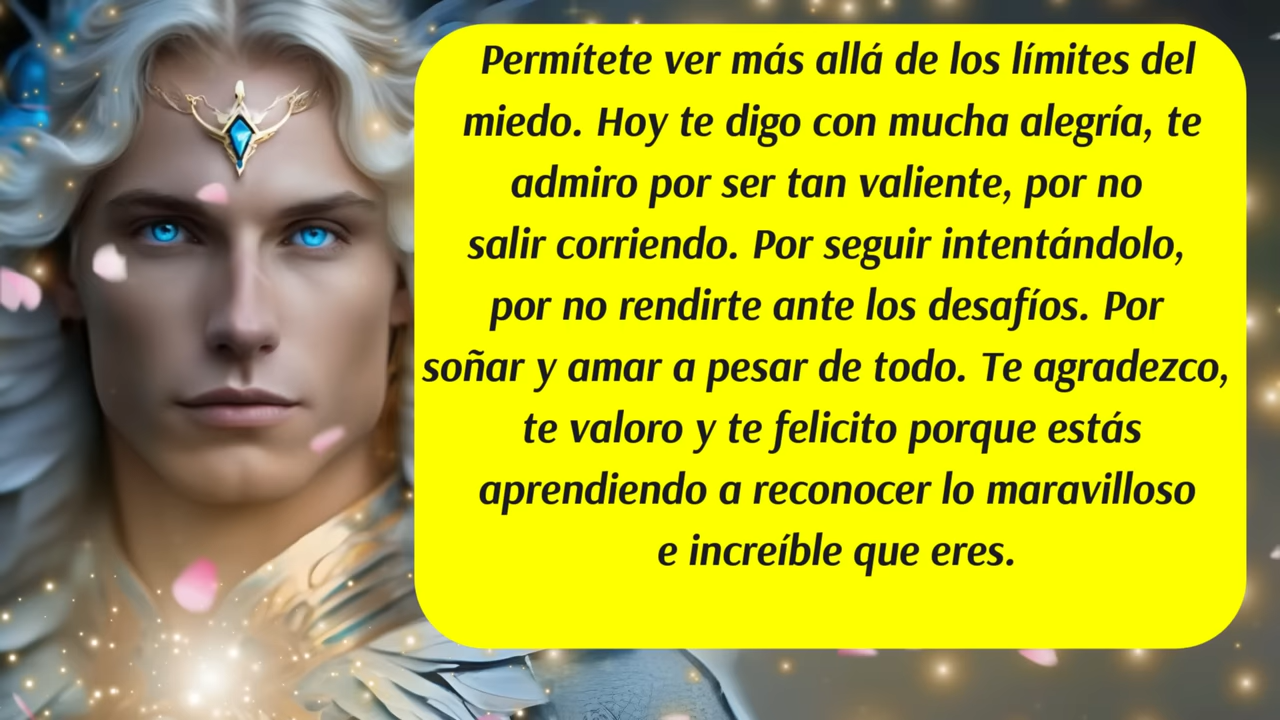 Permítete ver más allá de los límites del
miedo. Hoy te digo con mucha alegría, te
admiro por ser tan valiente, por no
salir corriendo. Por seguir intentándolo,
por no rendirte ante los desafíos. Por
soñar y amar a pesar de todo. Te agradezco,
te valoro y te felicito porque estás
aprendiendo a reconocer lo maravilloso
e increíble que eres.